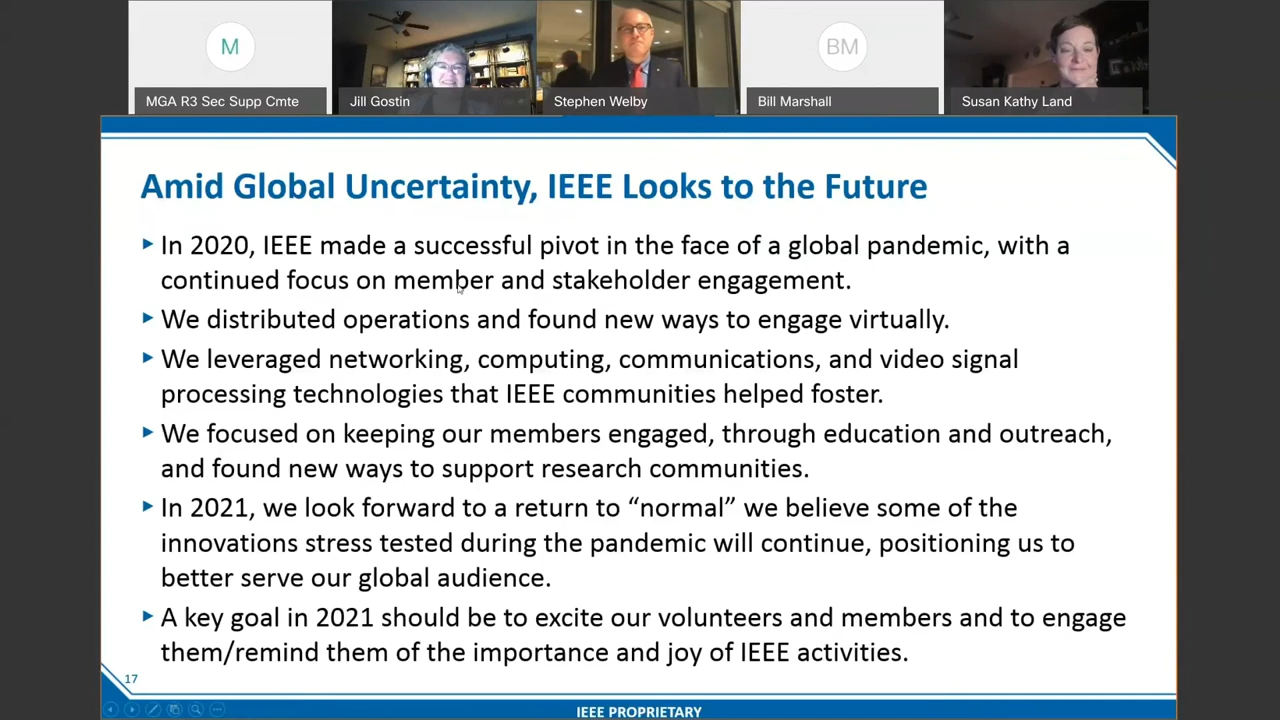 M
BM
MGA R3 Sec Supp Cmte
Jill Gostin
Stephen Welby
Bill Marshall
Susan Kathy Land
Amid Global Uncertainty, IEEE Looks to the Future
In 2020, IEEE made a successful pivot in the face of a global pandemic, with a
continued focus on member and stakeholder engagement.
We distributed operations and found new ways to engage virtually.
We leveraged networking, computing, communications, and video signal
processing technologies that IEEE communities helped foster.
We focused on keeping our members engaged, through education and outreach,
and found new ways to support research communities.
In 2021, we look forward to a return to “normal” we believe some of the
innovations stress tested during the pandemic will continue, positioning us to
better serve our global audience.
A key goal in 2021 should be to excite our volunteers and members and to engage
them/remind them of the importance and joy of IEEE activities.
17
IEEE PROPRIETARY